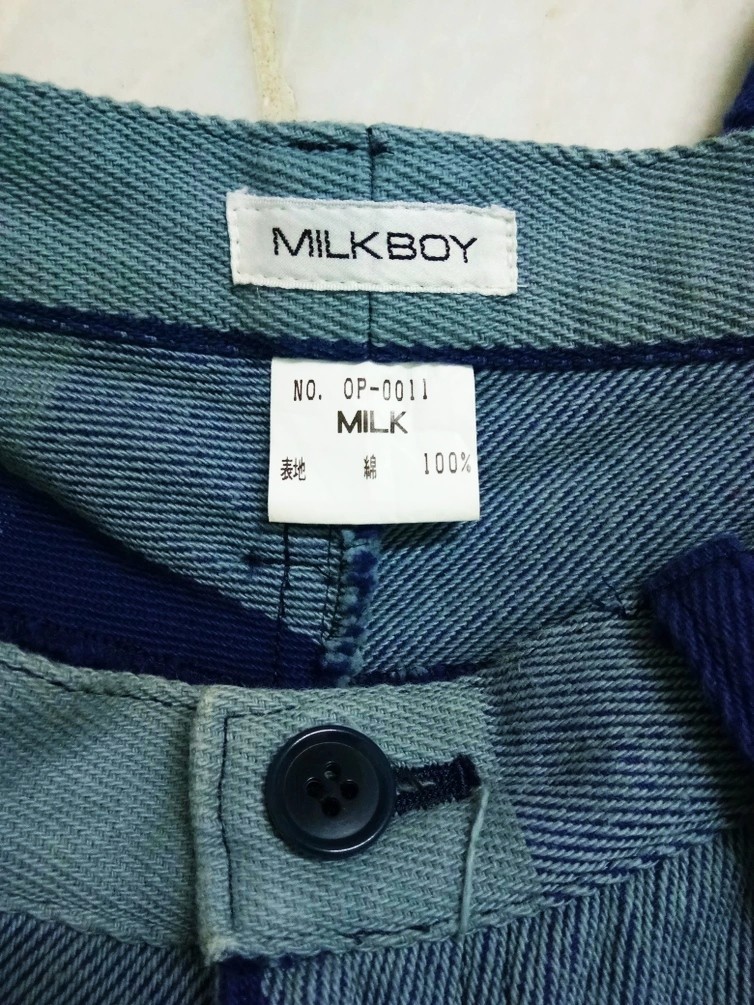 MILKBOY
NO. OP-0011
MILK
表地 綿 100%